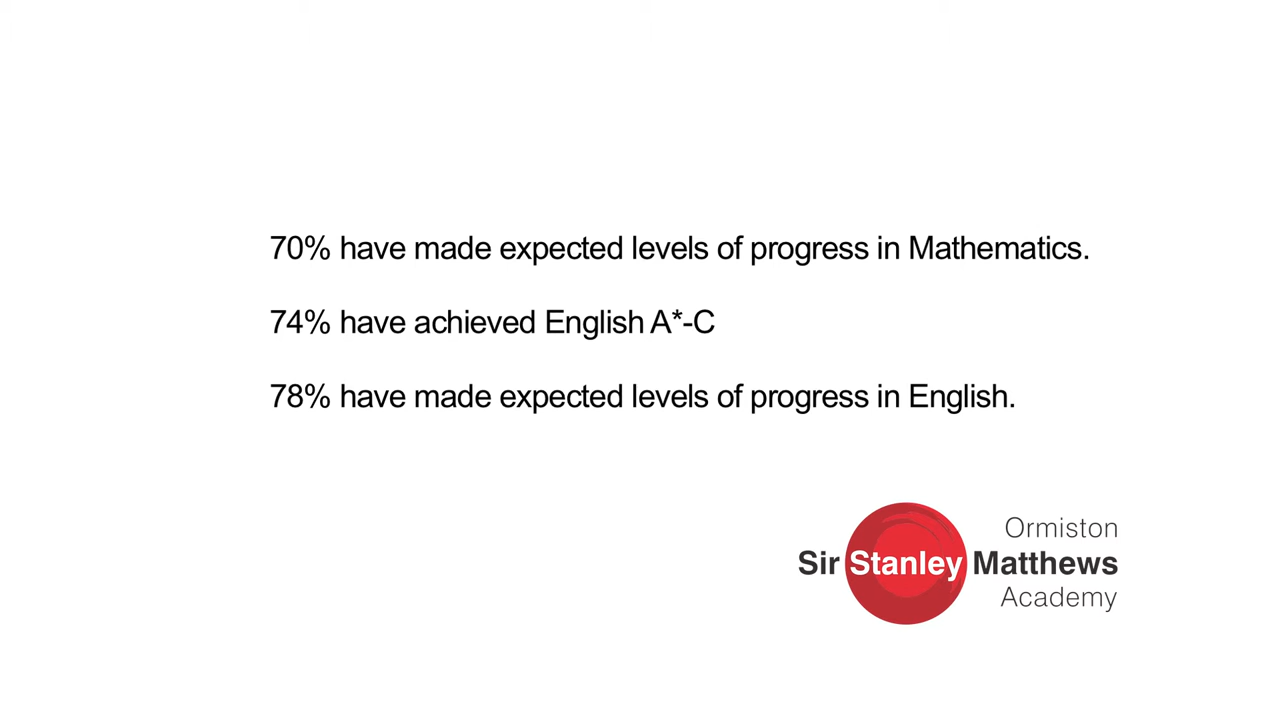 70% have made expected levels of progress in Mathematics.
74% have achieved English A*-C
78% have made expected levels of progress in English.
Ormiston
Sir Stanley Matthews
Academy